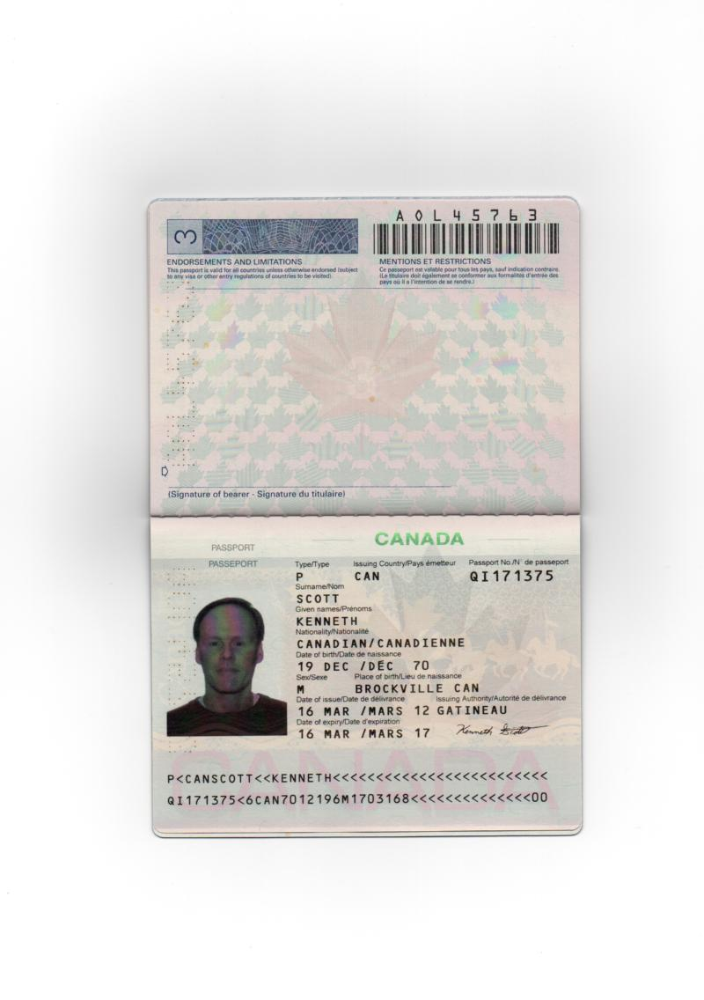 A0L45763
3
ENDORSEMENTS AND LIMITATIONS
This passport is valid for all countries unless otherwise endorsed (subject
to any visa or other entry regulations of countries to be visited).
MENTIONS ET RESTRICTIONS
Ce passeport est valable pour tous les pays, sauf indication contraire.
(Le titulaire doit également se conformer aux formalités d'entrée des
pays où il a l'intention de se rendre.)
3
(Signature of bearer - Signature du titulaire)
CANADA
PASSPORT
PASSEPORT
Type/Type Issuing Country/Pays émetteur Passport No./N° de passeport
P CAN QI171375
Surname/Nom
SCOTT
Given names/Prénoms
KENNETH
Nationality/Nationalité
CANADIAN/CANADIENNE
Date of birth/Date de naissance
19 DEC /DÉC 70
Sex/Sexe Place of birth/Lieu de naissance
M BROCKVILLE CAN
Date of issue/Date de délivrance Issuing Authority/Autorité de délivrance
16 MAR /MARS 12 GATINEAU
Date of expiry/Date d'expiration
16 MAR /MARS 17 Kenneth Scott
CANADA
P<CANSCOTT<<KENNETH<<<<<<<<<<<<<<<<<<<<<<<<<
QI171375<6CAN7012196M1703168<<<<<<<<<<<<<<00